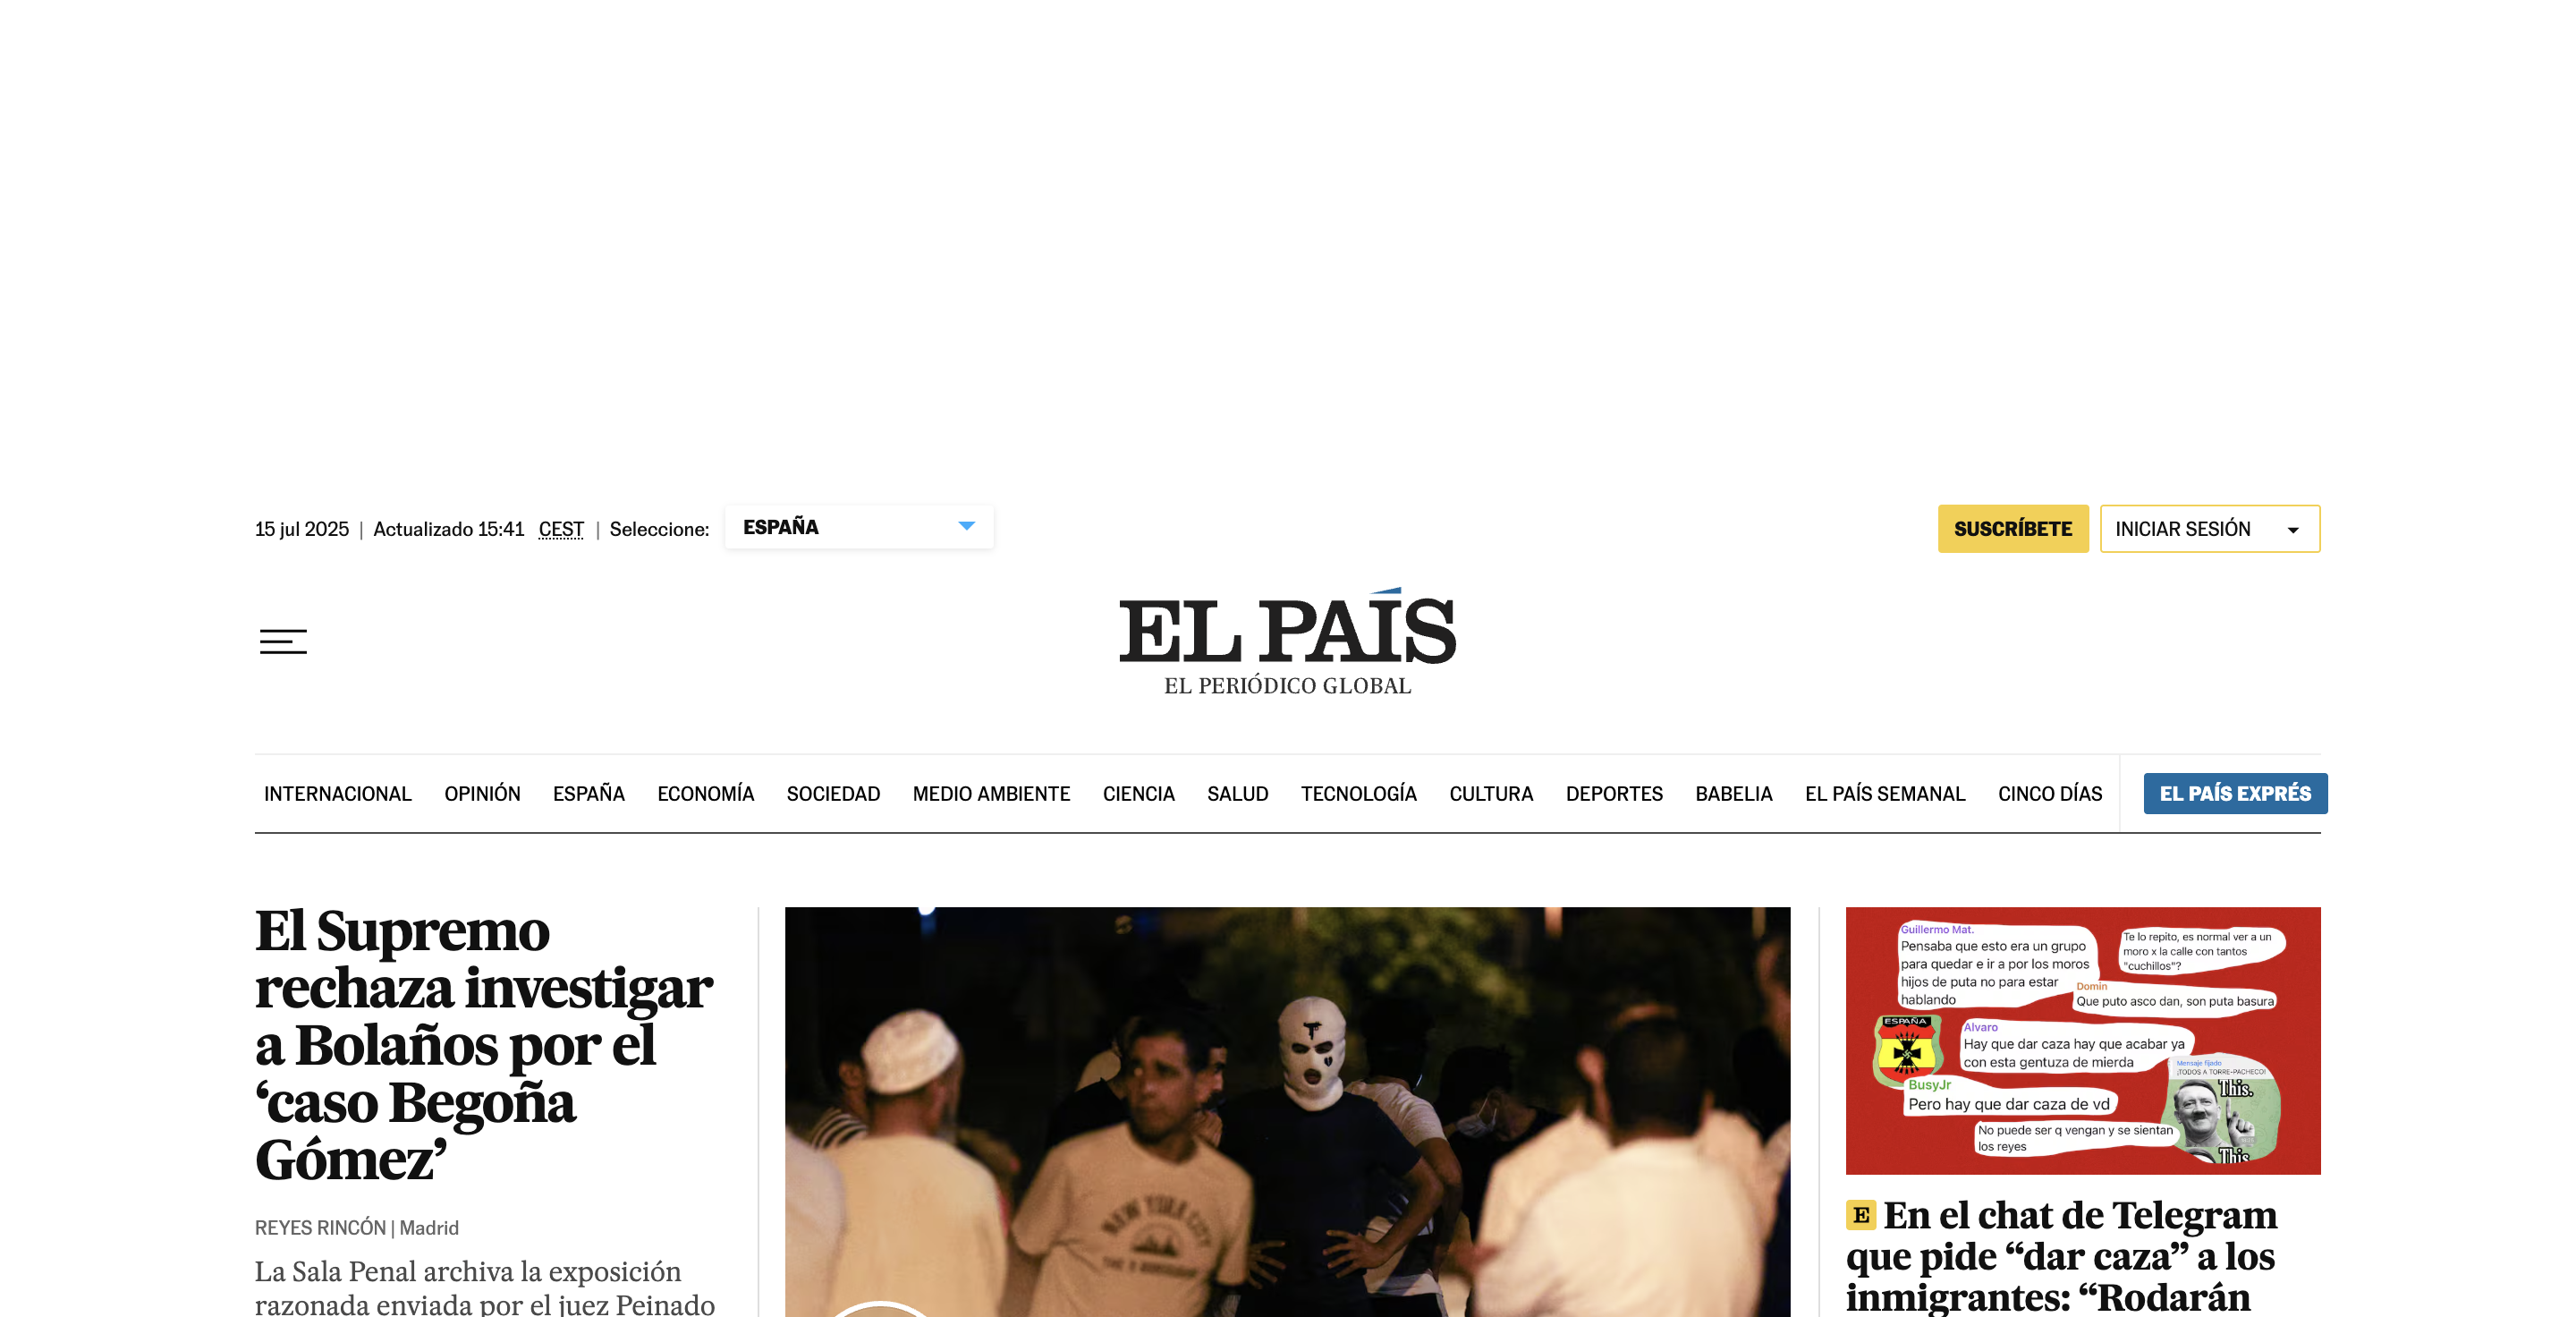 15 jul 2025 | Actualizado 15:41 CEST | Seleccione: ESPAÑA
SUSCRÍBETE
INICIAR SESIÓN
EL PAÍS
EL PERIÓDICO GLOBAL
INTERNACIONAL OPINIÓN ESPAÑA ECONOMÍA SOCIEDAD MEDIO AMBIENTE CIENCIA SALUD TECNOLOGÍA CULTURA DEPORTES BABELIA EL PAÍS SEMANAL CINCO DÍAS EL PAÍS EXPRÉS
El Supremo
rechaza investigar
a Bolaños por el
‘caso Begoña
Gómez’
REYES RINCÓN | Madrid
La Sala Penal archiva la exposición
razonada enviada por el juez Peinado
NEW YORK CITY
Guillermo Mat.
Pensaba que esto era un grupo
para quedar e ir a por los moros
hijos de puta no para estar
hablando
Te lo repito, es normal ver a un
moro x la calle con tantos
"cuchillos"?
Domin
Que puto asco dan, son puta basura
ESPAÑA
Alvaro
Hay que dar caza hay que acabar ya
con esta gentuza de mierda
Mensaje fijado
¡TODOS A TORRE-PACHECO!
This.
BusyJr
Pero hay que dar caza de vd
No puede ser q vengan y se sientan
los reyes
This
E En el chat de Telegram
que pide “dar caza” a los
inmigrantes: “Rodarán